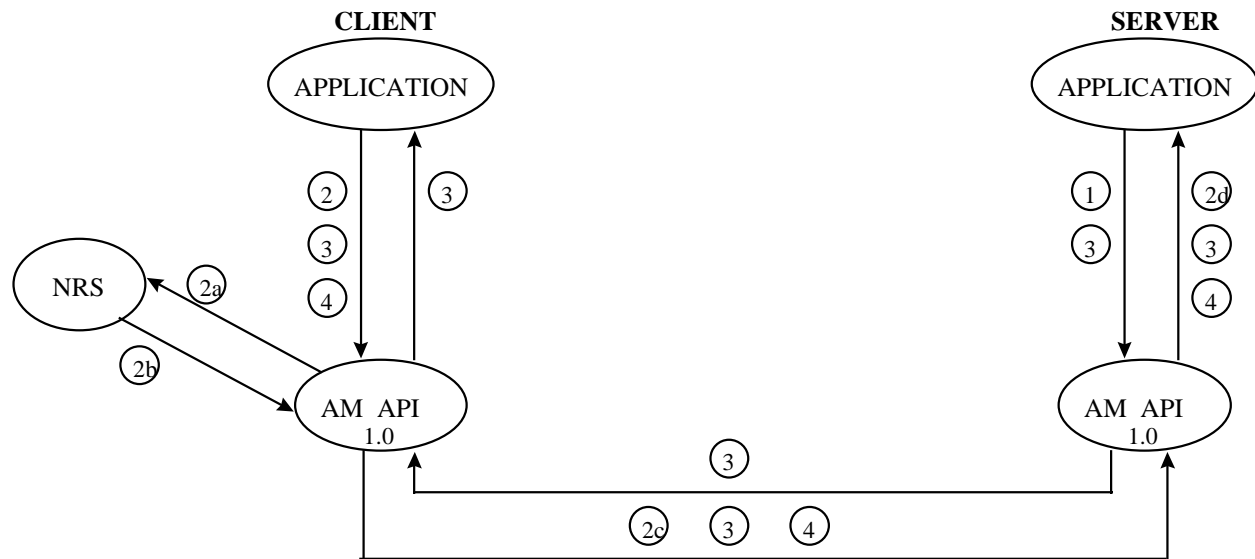 CLIENT
SERVER
APPLICATION
APPLICATION
2
3
1
2d
3
3
3
NRS
2a
4
4
2b
AM API
1.0
AM API
1.0
3
2c
3
4